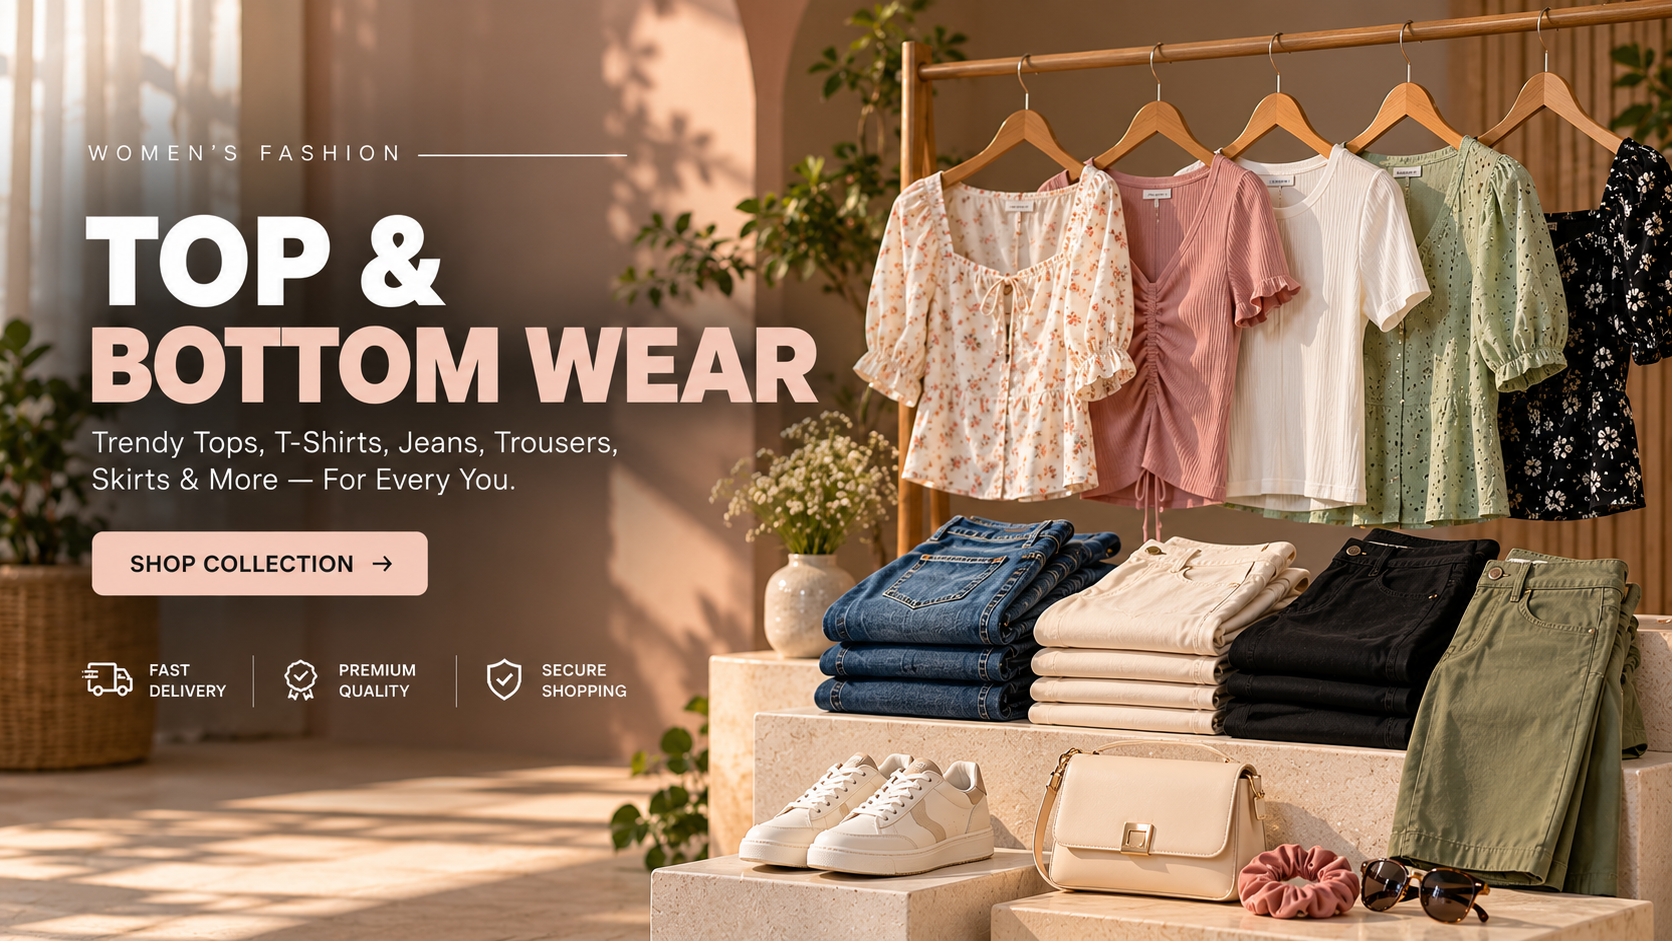 WOMEN'S FASHION
TOP &
BOTTOM WEAR
Trendy Tops, T-Shirts, Jeans, Trousers,
Skirts & More — For Every You.
SHOP COLLECTION →
FAST
DELIVERY
PREMIUM
QUALITY
SECURE
SHOPPING